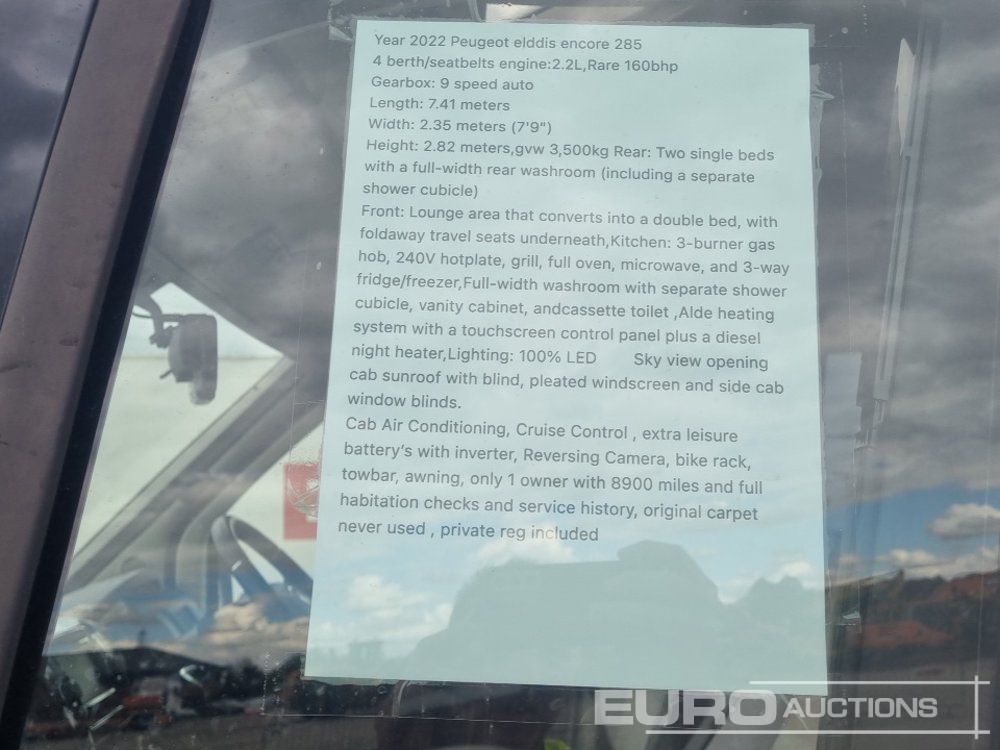 Year 2022 Peugeot elddis encore 285
4 berth/seatbelts engine:2.2L,Rare 160bhp
Gearbox: 9 speed auto
Length: 7.41 meters
Width: 2.35 meters (7'9")
Height: 2.82 meters,gvw 3,500kg Rear: Two single beds
with a full-width rear washroom (including a separate
shower cubicle)
Front: Lounge area that converts into a double bed, with
foldaway travel seats underneath,Kitchen: 3-burner gas
hob, 240V hotplate, grill, full oven, microwave, and 3-way
fridge/freezer,Full-width washroom with separate shower
cubicle, vanity cabinet, andcassette toilet ,Alde heating
system with a touchscreen control panel plus a diesel
night heater,Lighting: 100% LED Sky view opening
cab sunroof with blind, pleated windscreen and side cab
window blinds.
Cab Air Conditioning, Cruise Control , extra leisure
battery's with inverter, Reversing Camera, bike rack,
towbar, awning, only 1 owner with 8900 miles and full
habitation checks and service history, original carpet
never used , private reg included
EURO AUCTIONS